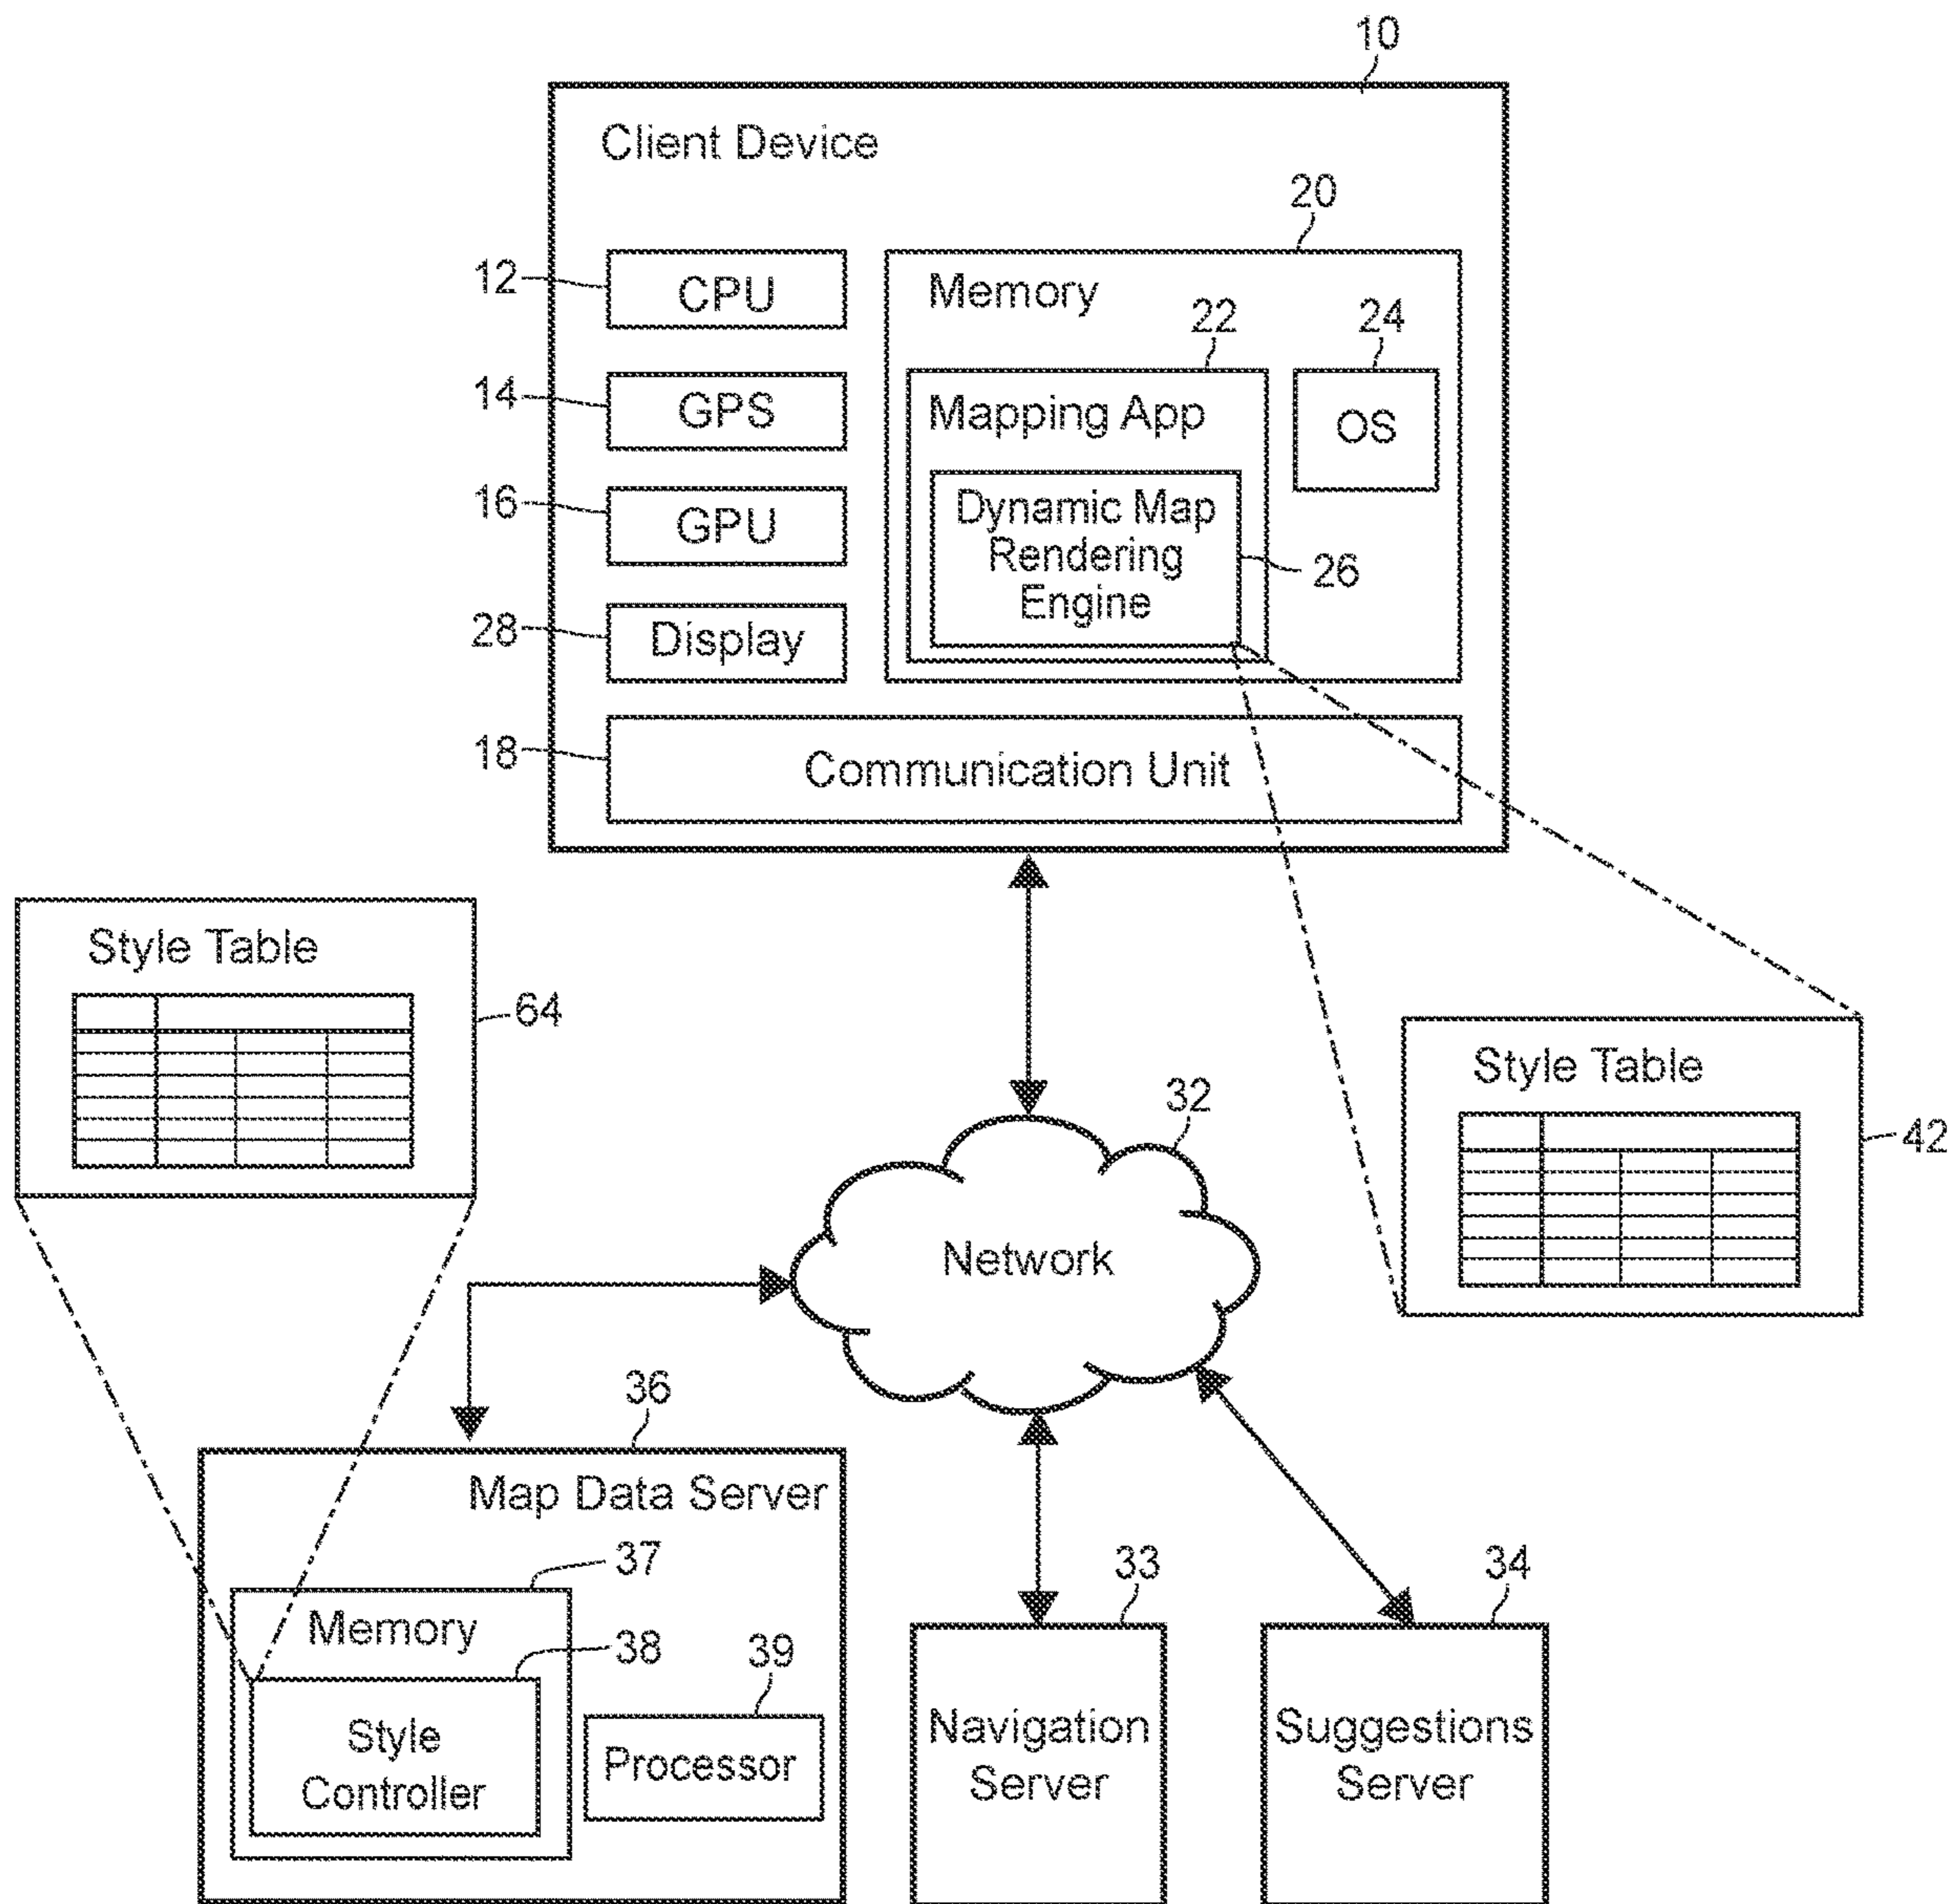 10
Client Device
20
12
CPU
Memory
22
24
14
GPS
Mapping App
OS
16
GPU
Dynamic Map
Rendering
Engine
26
28
Display
18
Communication Unit
Style Table
64
Style Table
42
32
Network
36
Map Data Server
37
Memory
38
39
Style
Controller
Processor
33
Navigation
Server
34
Suggestions
Server